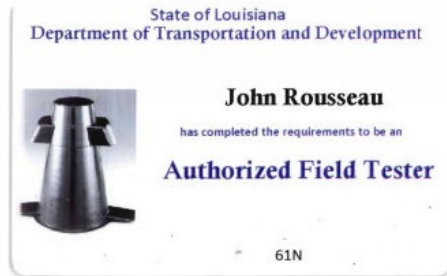 State of Louisiana
Department of Transportation and Development
John Rousseau
has completed the requirements to be an
Authorized Field Tester
61N